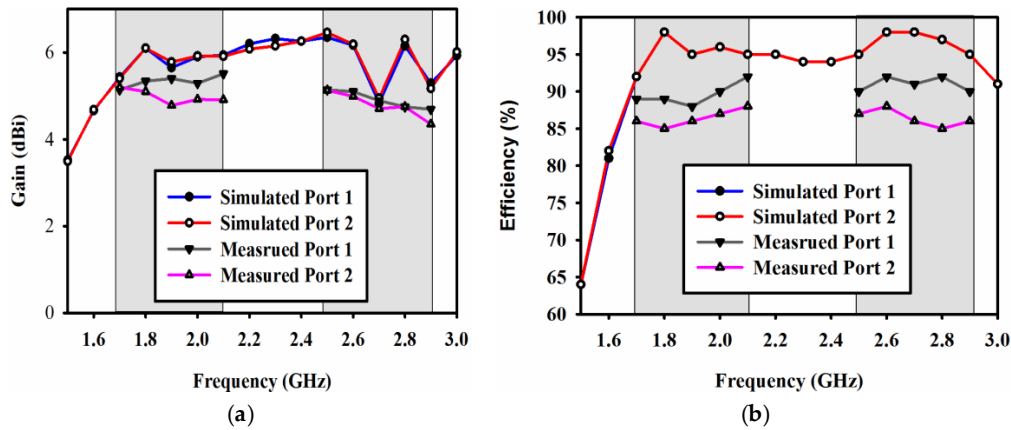 Gain (dBi)
6
4
2
0
Simulated Port 1
Simulated Port 2
Measrued Port 1
Measured Port 2
1.6 1.8 2.0 2.2 2.4 2.6 2.8 3.0
Frequency (GHz)
(a)
Efficiency (%)
100
95
90
85
80
75
70
65
60
Simulated Port 1
Simulated Port 2
Measrued Port 1
Measured Port 2
1.6 1.8 2.0 2.2 2.4 2.6 2.8 3.0
Frequency (GHz)
(b)